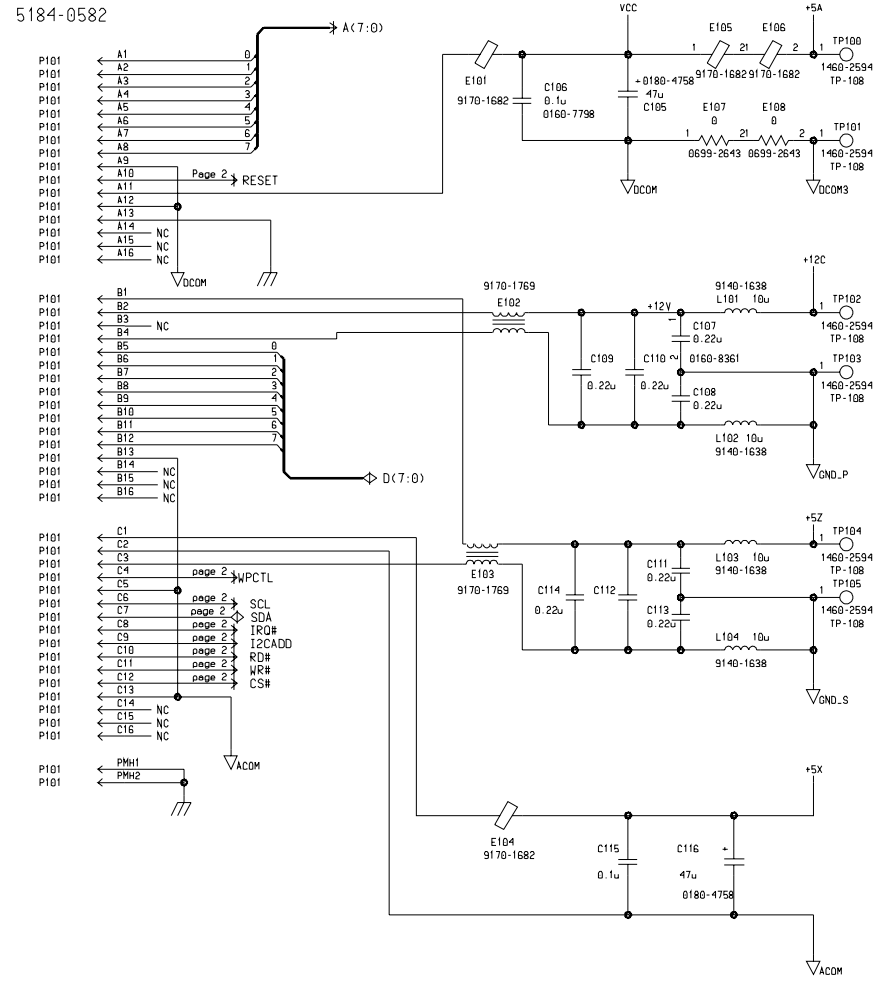 5184-0582
A(7:0)
P101 A1 0
P101 A2 1
P101 A3 2
P101 A4 3
P101 A5 4
P101 A6 5
P101 A7 6
P101 A8 7
P101 A9
P101 A10 Page 2 RESET
P101 A11
P101 A12
P101 A13
P101 A14 NC
P101 A15 NC
P101 A16 NC
DCOM
E101
9170-1682
C106
0.1u
0160-7798
VCC
+0180-4758
47u
C105
DCOM
+5A
E105 E106
1 21 2 1
9170-1682 9170-1682
TP100
1460-2594
TP-108
E107 E108
0 0
1 21 2 1
0699-2643 0699-2643
TP101
1460-2594
TP-108
DCOM3
P101 B1
P101 B2
P101 B3 NC
P101 B4
P101 B5 0
P101 B6 1
P101 B7 2
P101 B8 3
P101 B9 4
P101 B10 5
P101 B11 6
P101 B12 7
P101 B13
P101 B14 NC
P101 B15 NC
P101 B16 NC
D(7:0)
9170-1769
E102
C109
0.22u
C110
0.22u
+12V
1
C107
0.22u
2
0160-8361
C108
0.22u
9140-1638
L101 10u
L102 10u
9140-1638
+12C
1
TP102
1460-2594
TP-108
1
TP103
1460-2594
TP-108
GND_P
P101 C1
P101 C2
P101 C3
P101 C4 page 2 WPCTL
P101 C5
P101 C6 page 2 SCL
P101 C7 page 2 SDA
P101 C8 page 2 IRQ#
P101 C9 page 2 I2CADD
P101 C10 page 2 RD#
P101 C11 page 2 WR#
P101 C12 page 2 CS#
P101 C13
P101 C14 NC
P101 C15 NC
P101 C16 NC
ACOM
P101 PMH1
P101 PMH2
E103
9170-1769
C114
0.22u
C112
C111
0.22u
C113
0.22u
L103 10u
9140-1638
L104 10u
9140-1638
+5Z
1
TP104
1460-2594
TP-108
1
TP105
1460-2594
TP-108
GND_S
E104
9170-1682
C115
0.1u
C116
+
47u
0180-4758
+5X
ACOM